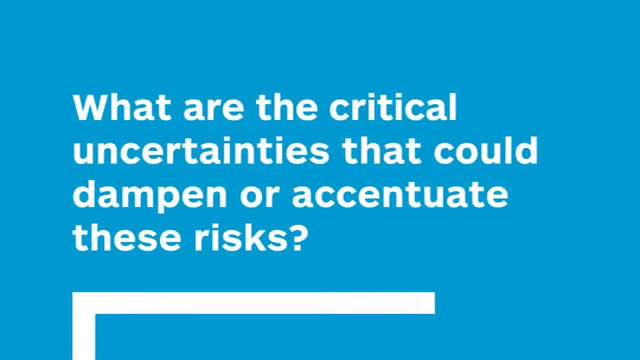 What are the critical
uncertainties that could
dampen or accentuate
these risks?